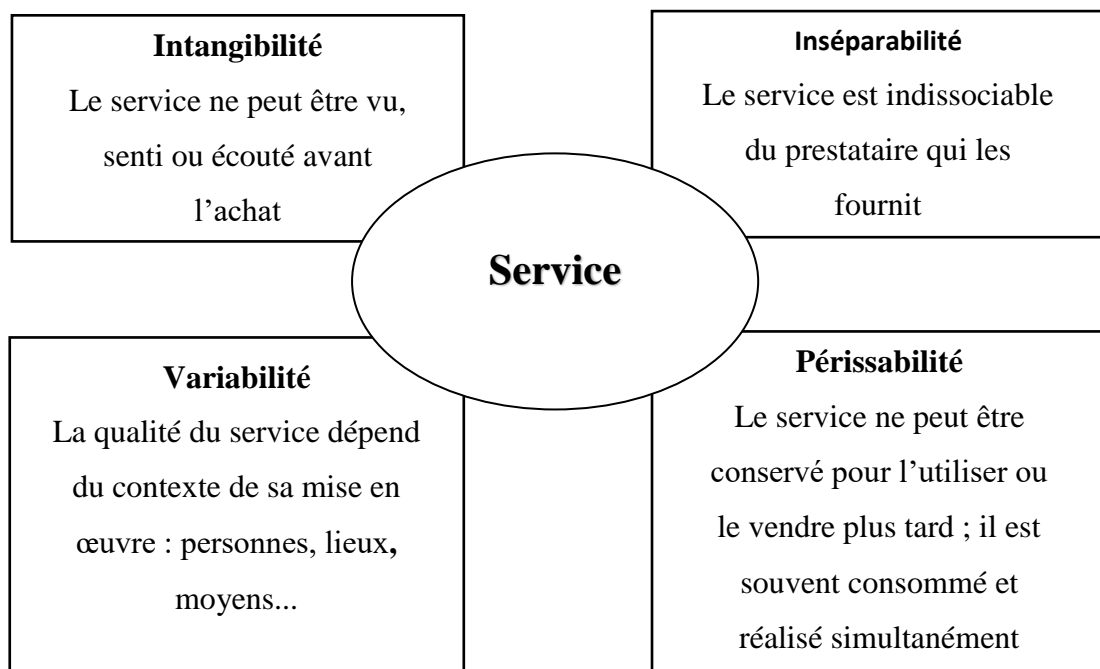 Intangibilité
Le service ne peut être vu,
senti ou écouté avant
l’achat
Inséparabilité
Le service est indissociable
du prestataire qui les
fournit
Service
Variabilité
La qualité du service dépend
du contexte de sa mise en
œuvre : personnes, lieux,
moyens...
Périssabilité
Le service ne peut être
conservé pour l’utiliser ou
le vendre plus tard ; il est
souvent consommé et
réalisé simultanément